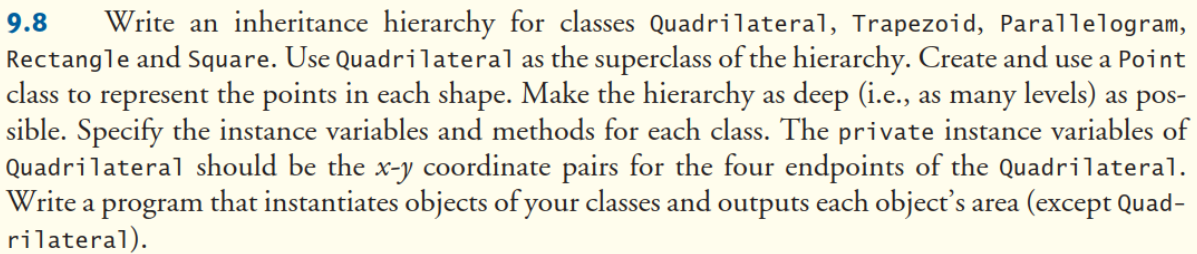 9.8 Write an inheritance hierarchy for classes Quadrilateral, Trapezoid, Parallelogram,
Rectangle and Square. Use Quadrilateral as the superclass of the hierarchy. Create and use a Point
class to represent the points in each shape. Make the hierarchy as deep (i.e., as many levels) as pos-
sible. Specify the instance variables and methods for each class. The private instance variables of
Quadrilateral should be the x-y coordinate pairs for the four endpoints of the Quadrilateral.
Write a program that instantiates objects of your classes and outputs each object’s area (except Quad-
rilateral).